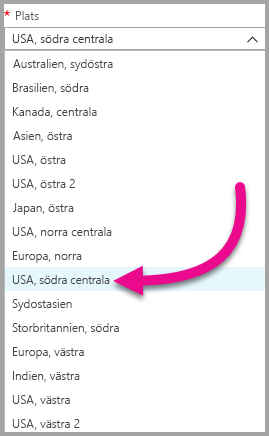 * Plats
USA, södra centrala
Australien, sydöstra
Brasilien, södra
Kanada, centrala
Asien, östra
USA, östra
USA, östra 2
Japan, östra
USA, norra centrala
Europa, norra
USA, södra centrala
Sydostasien
Storbritannien, södra
Europa, västra
Indien, västra
USA, västra
USA, västra 2